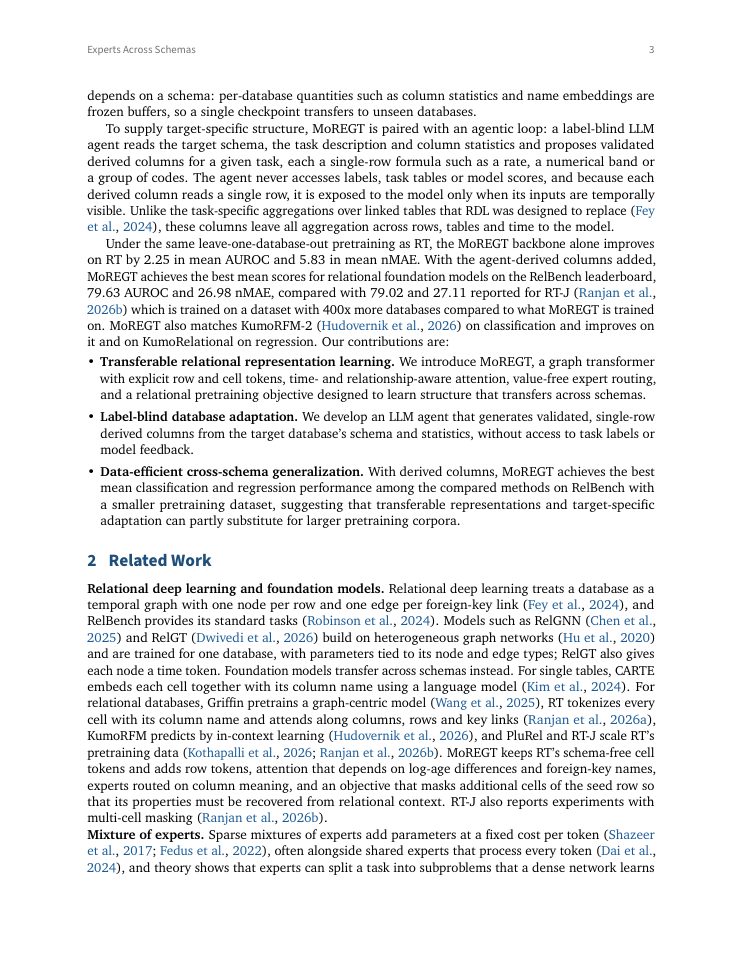 Experts Across Schemas 3
depends on a schema: per-database quantities such as column statistics and name embeddings are
frozen buffers, so a single checkpoint transfers to unseen databases.
To supply target-specific structure, MoREGT is paired with an agentic loop: a label-blind LLM
agent reads the target schema, the task description and column statistics and proposes validated
derived columns for a given task, each a single-row formula such as a rate, a numerical band or
a group of codes. The agent never accesses labels, task tables or model scores, and because each
derived column reads a single row, it is exposed to the model only when its inputs are temporally
visible. Unlike the task-specific aggregations over linked tables that RDL was designed to replace (Fey
et al., 2024), these columns leave all aggregation across rows, tables and time to the model.
Under the same leave-one-database-out pretraining as RT, the MoREGT backbone alone improves
on RT by 2.25 in mean AUROC and 5.83 in mean nMAE. With the agent-derived columns added,
MoREGT achieves the best mean scores for relational foundation models on the RelBench leaderboard,
79.63 AUROC and 26.98 nMAE, compared with 79.02 and 27.11 reported for RT-J (Ranjan et al.,
2026b) which is trained on a dataset with 400x more databases compared to what MoREGT is trained
on. MoREGT also matches KumoRFM-2 (Hudovernik et al., 2026) on classification and improves on
it and on KumoRelational on regression. Our contributions are:
• Transferable relational representation learning. We introduce MoREGT, a graph transformer
with explicit row and cell tokens, time- and relationship-aware attention, value-free expert routing,
and a relational pretraining objective designed to learn structure that transfers across schemas.
• Label-blind database adaptation. We develop an LLM agent that generates validated, single-row
derived columns from the target database's schema and statistics, without access to task labels or
model feedback.
• Data-efficient cross-schema generalization. With derived columns, MoREGT achieves the best
mean classification and regression performance among the compared methods on RelBench with
a smaller pretraining dataset, suggesting that transferable representations and target-specific
adaptation can partly substitute for larger pretraining corpora.
2 Related Work
Relational deep learning and foundation models. Relational deep learning treats a database as a
temporal graph with one node per row and one edge per foreign-key link (Fey et al., 2024), and
RelBench provides its standard tasks (Robinson et al., 2024). Models such as RelGNN (Chen et al.,
2025) and RelGT (Dwivedi et al., 2026) build on heterogeneous graph networks (Hu et al., 2020)
and are trained for one database, with parameters tied to its node and edge types; RelGT also gives
each node a time token. Foundation models transfer across schemas instead. For single tables, CARTE
embeds each cell together with its column name using a language model (Kim et al., 2024). For
relational databases, Griffin pretrains a graph-centric model (Wang et al., 2025), RT tokenizes every
cell with its column name and attends along columns, rows and key links (Ranjan et al., 2026a),
KumoRFM predicts by in-context learning (Hudovernik et al., 2026), and PluRel and RT-J scale RT's
pretraining data (Kothapalli et al., 2026; Ranjan et al., 2026b). MoREGT keeps RT's schema-free cell
tokens and adds row tokens, attention that depends on log-age differences and foreign-key names,
experts routed on column meaning, and an objective that masks additional cells of the seed row so
that its properties must be recovered from relational context. RT-J also reports experiments with
multi-cell masking (Ranjan et al., 2026b).
Mixture of experts. Sparse mixtures of experts add parameters at a fixed cost per token (Shazeer
et al., 2017; Fedus et al., 2022), often alongside shared experts that process every token (Dai et al.,
2024), and theory shows that experts can split a task into subproblems that a dense network learns